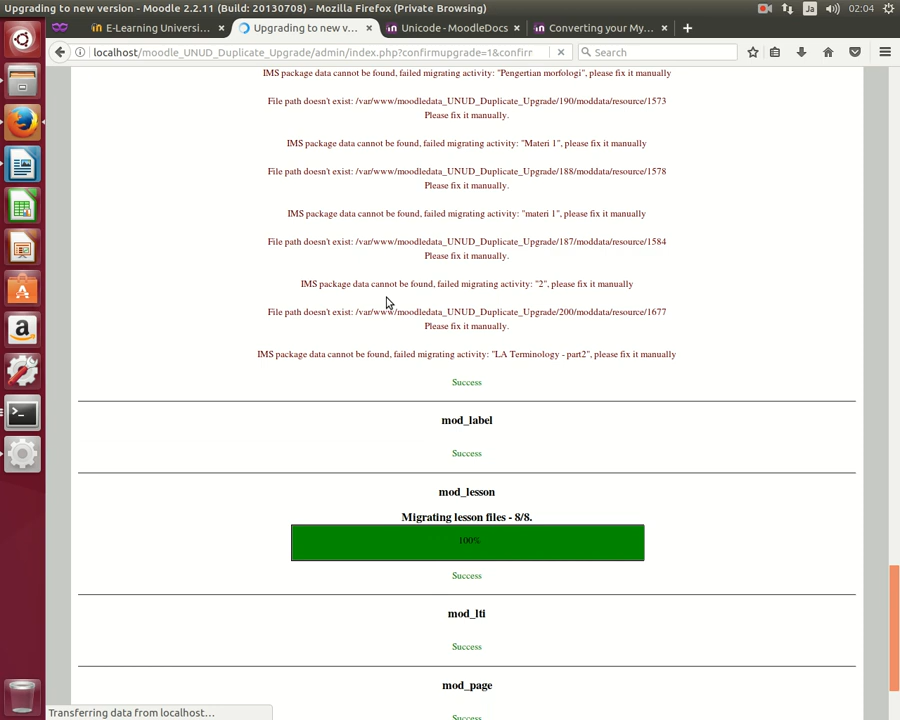 Upgrading to new version - Moodle 2.2.11 (Build: 20130708) - Mozilla Firefox (Private Browsing)
Ja
02:04
E-Learning Universi...
Upgrading to new v...
Unicode - MoodleDocs
Converting your My...
localhost/moodle_UNUD_Duplicate_Upgrade/admin/index.php?confirmupgrade=1&confirr
Search
IMS package data cannot be found, failed migrating activity: "Pengertian morfologi", please fix it manually
File path doesn't exist: /var/www/moodledata_UNUD_Duplicate_Upgrade/190/moddata/resource/1573
Please fix it manually.
IMS package data cannot be found, failed migrating activity: "Materi 1", please fix it manually
File path doesn't exist: /var/www/moodledata_UNUD_Duplicate_Upgrade/188/moddata/resource/1578
Please fix it manually.
IMS package data cannot be found, failed migrating activity: "materi 1", please fix it manually
File path doesn't exist: /var/www/moodledata_UNUD_Duplicate_Upgrade/187/moddata/resource/1584
Please fix it manually.
IMS package data cannot be found, failed migrating activity: "2", please fix it manually
File path doesn't exist: /var/www/moodledata_UNUD_Duplicate_Upgrade/200/moddata/resource/1677
Please fix it manually.
IMS package data cannot be found, failed migrating activity: "LA Terminology - part2", please fix it manually
Success
mod_label
Success
mod_lesson
Migrating lesson files - 8/8.
100%
Success
mod_lti
Success
mod_page
Success
Transferring data from localhost...